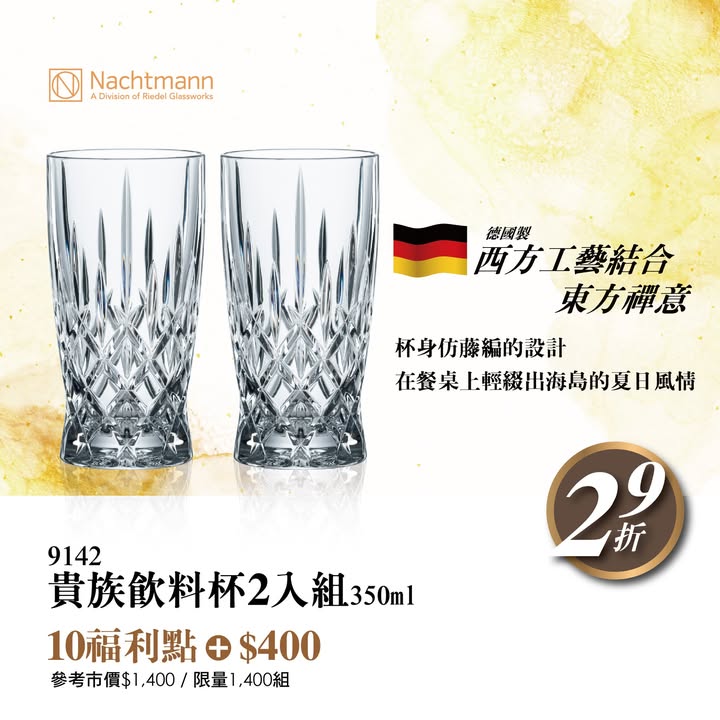 Nachtmann
A Division of Riedel Glassworks
德國製
西方工藝結合
東方禪意
杯身仿藤編的設計
在餐桌上輕綴出海島的夏日風情
29折
9142
貴族飲料杯2入組350ml
10福利點+$400
參考市價$1,400 / 限量1,400組